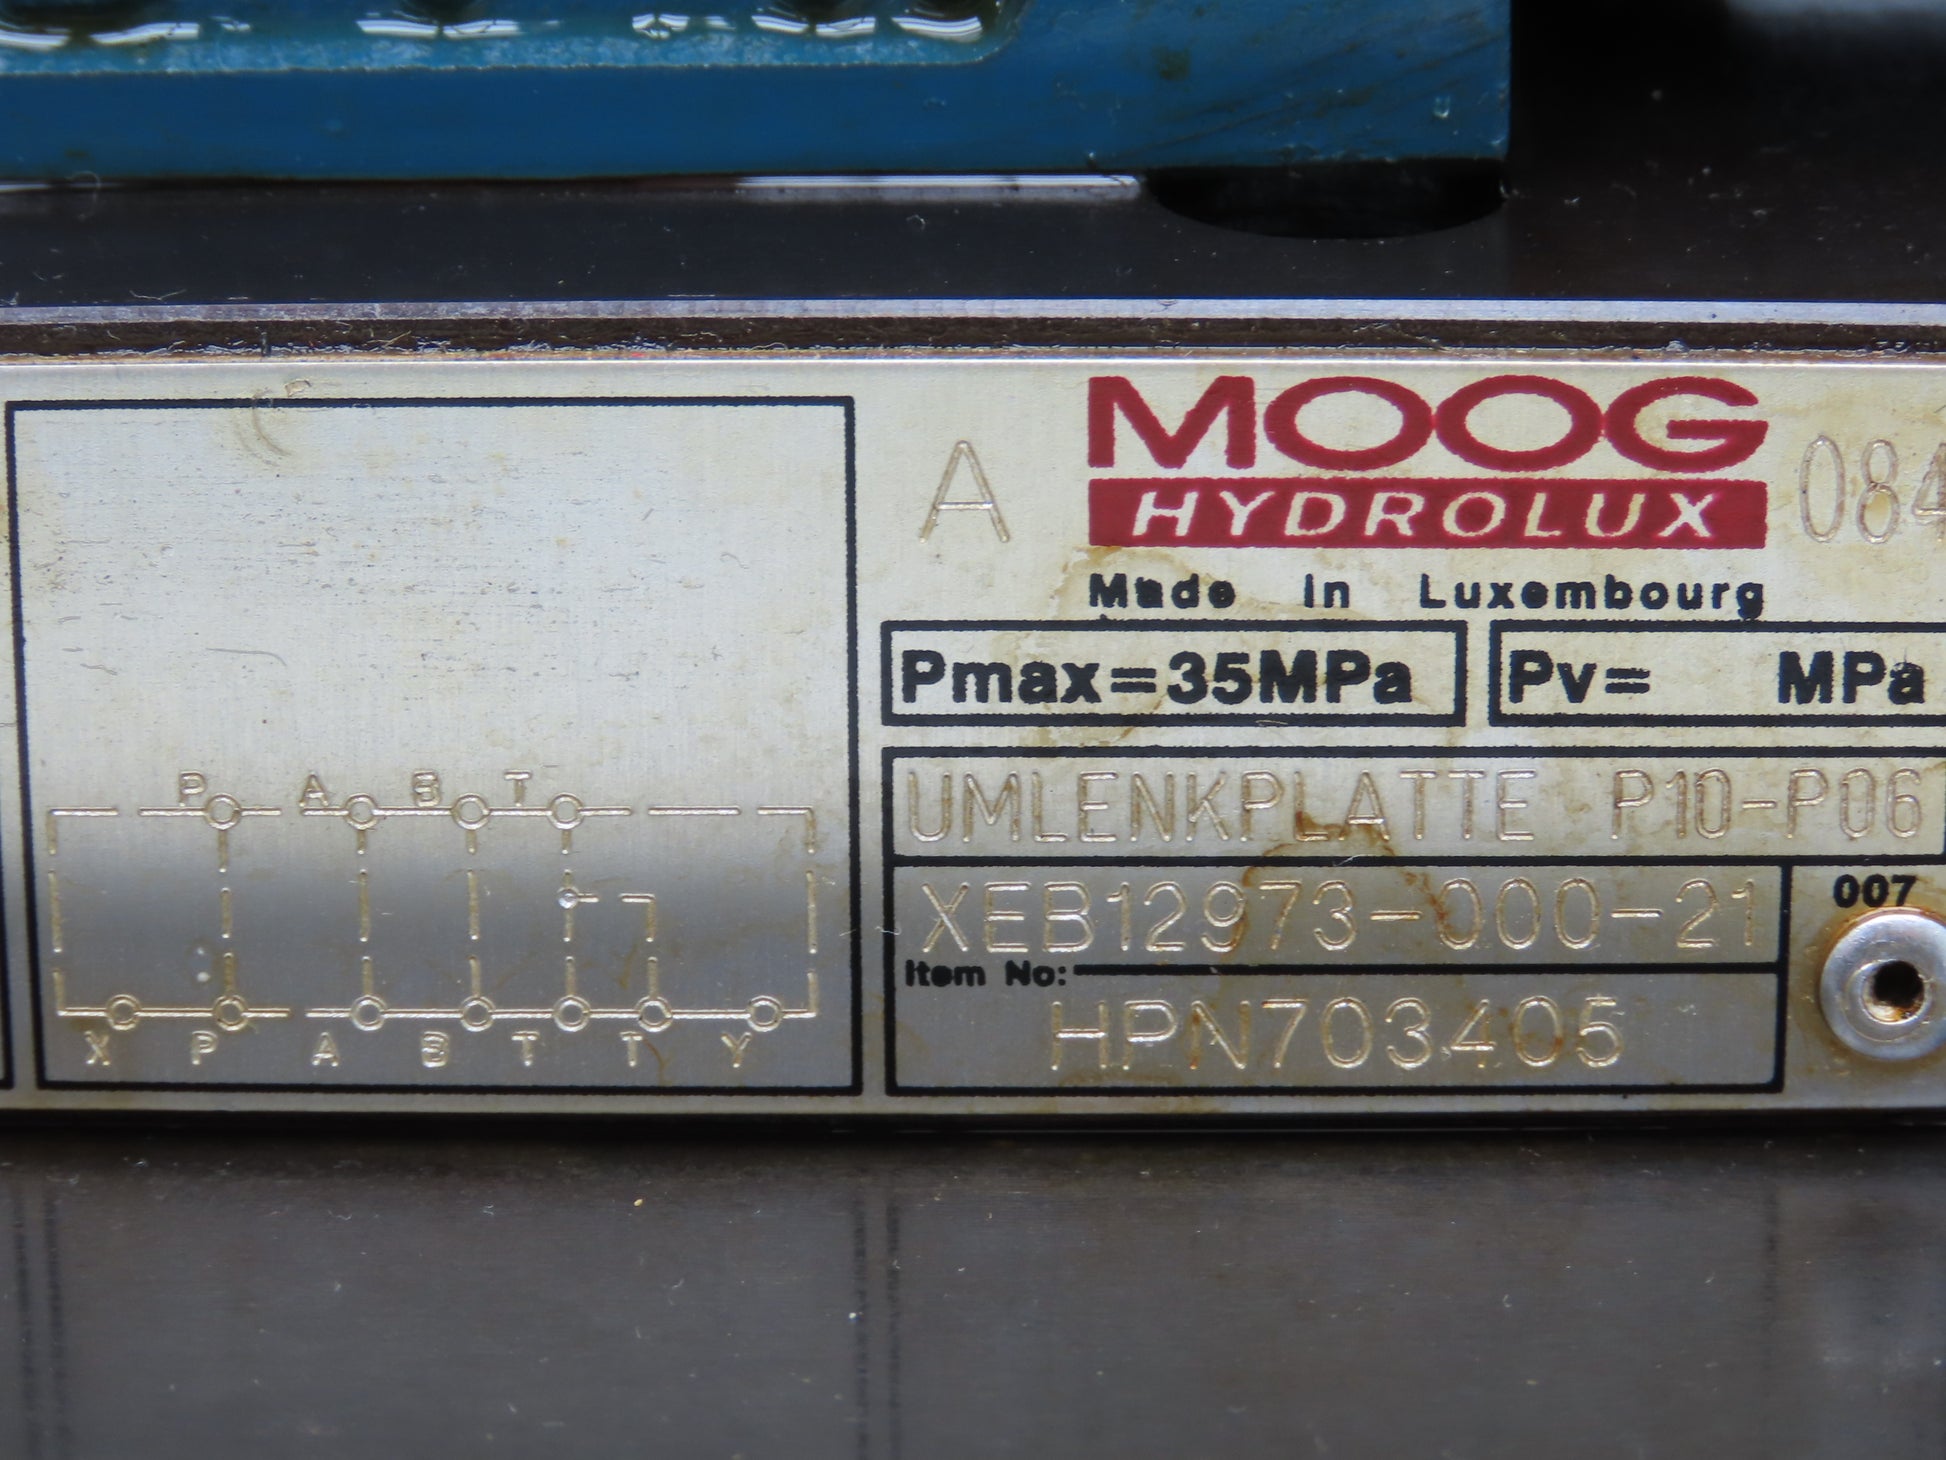 P A B T
X P A B T T Y
A
MOOG
HYDROLUX
084
Made in Luxembourg
Pmax=35MPa
Pv= MPa
UMLENKPLATTE P10-P06
XEB12973-000-21
007
Item No:
HPN703405